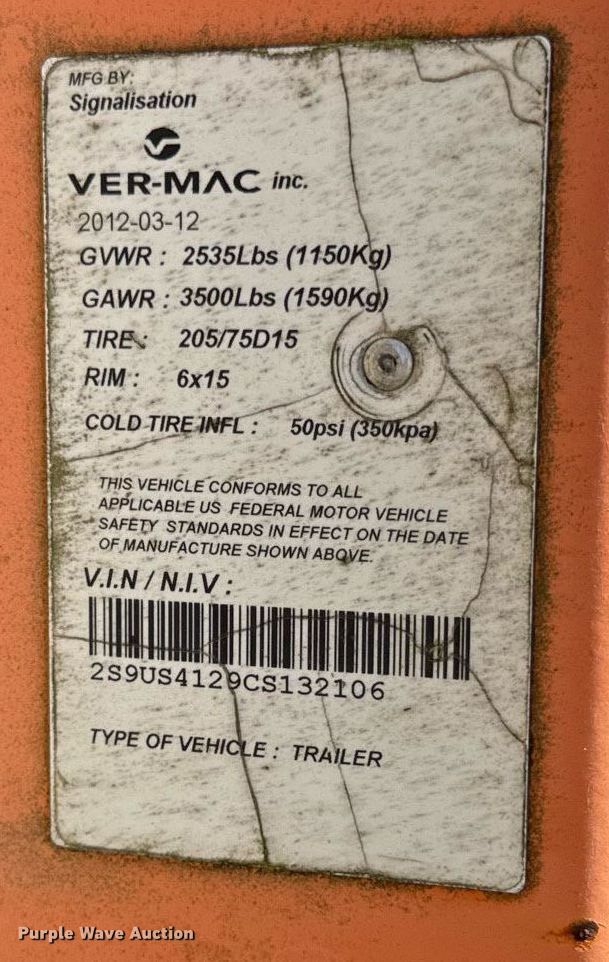 MFG BY:
Signalisation
VER-MAC inc.
2012-03-12
GVWR : 2535Lbs (1150Kg)
GAWR : 3500Lbs (1590Kg)
TIRE : 205/75D15
RIM : 6x15
COLD TIRE INFL : 50psi (350kpa)
THIS VEHICLE CONFORMS TO ALL
APPLICABLE US FEDERAL MOTOR VEHICLE
SAFETY STANDARDS IN EFFECT ON THE DATE
OF MANUFACTURE SHOWN ABOVE.
V.I.N / N.I.V :
2S9US4129CS132106
TYPE OF VEHICLE : TRAILER
Purple Wave Auction